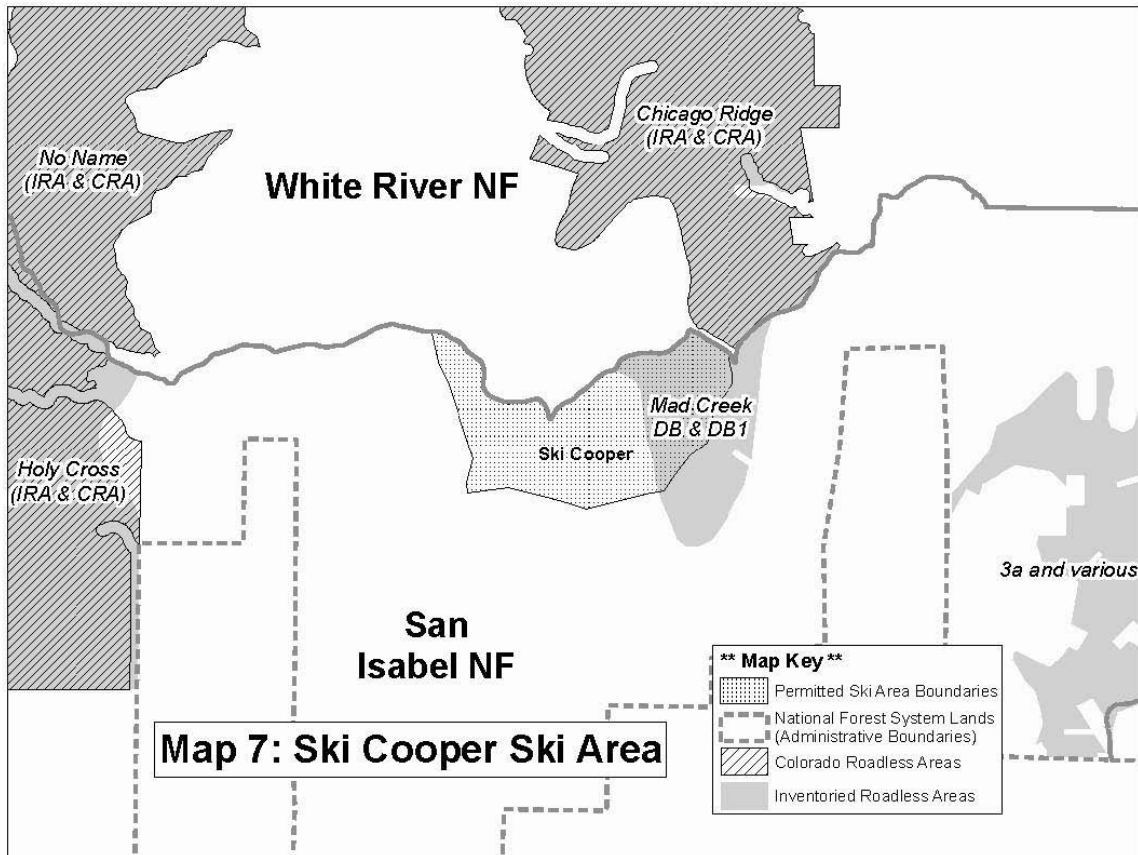 Chicago Ridge
(IRA & CRA)
No Name
(IRA & CRA)
White River NF
Mad Creek
DB & DB1
Ski Cooper
Holy Cross
(IRA & CRA)
3a and various
San
Isabel NF
Map 7: Ski Cooper Ski Area
** Map Key **
Permitted Ski Area Boundaries
National Forest System Lands
(Administrative Boundaries)
Colorado Roadless Areas
Inventoried Roadless Areas